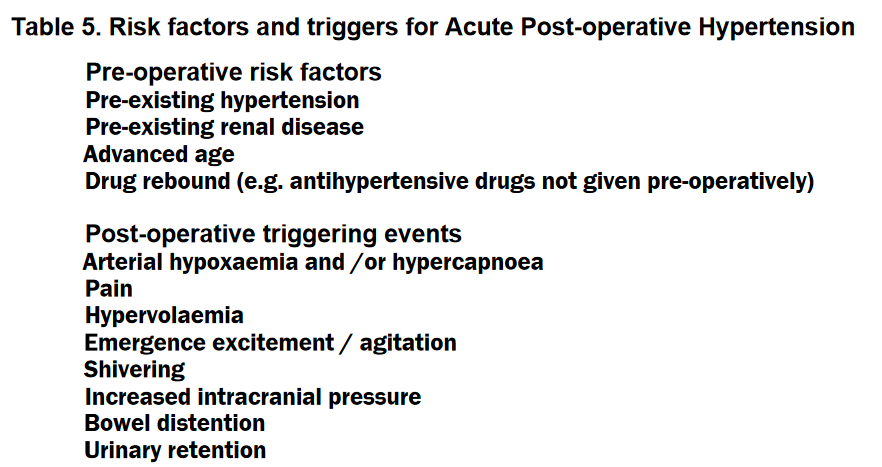 Table 5. Risk factors and triggers for Acute Post-operative Hypertension
Pre-operative risk factors
Pre-existing hypertension
Pre-existing renal disease
Advanced age
Drug rebound (e.g. antihypertensive drugs not given pre-operatively)
Post-operative triggering events
Arterial hypoxaemia and /or hypercapnoea
Pain
Hypervolaemia
Emergence excitement / agitation
Shivering
Increased intracranial pressure
Bowel distention
Urinary retention